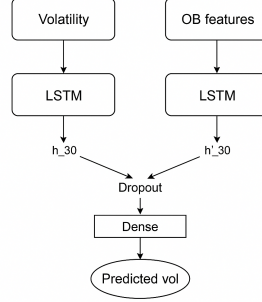 Volatility
OB features
LSTM
LSTM
h_30
h'_30
Dropout
Dense
Predicted vol